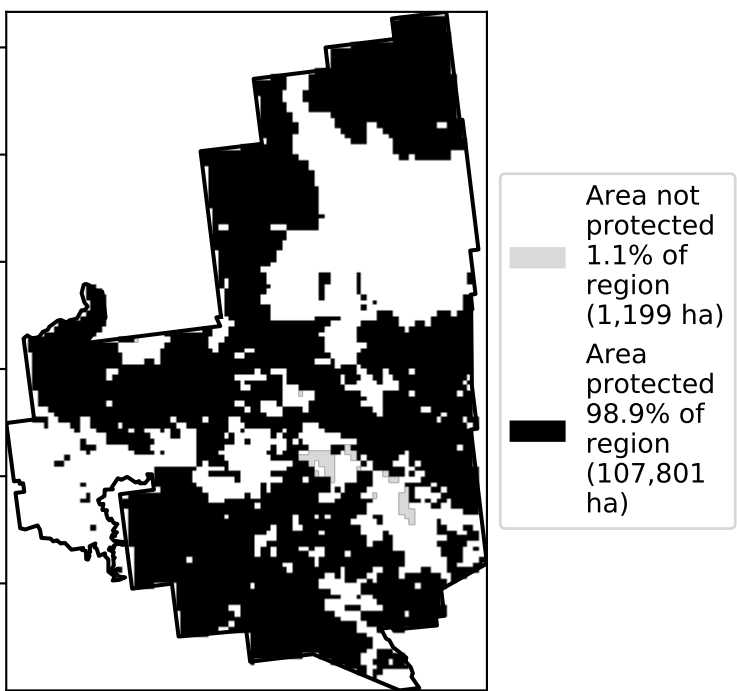 Area not
protected
1.1% of
region
(1,199 ha)
Area
protected
98.9% of
region
(107,801
ha)